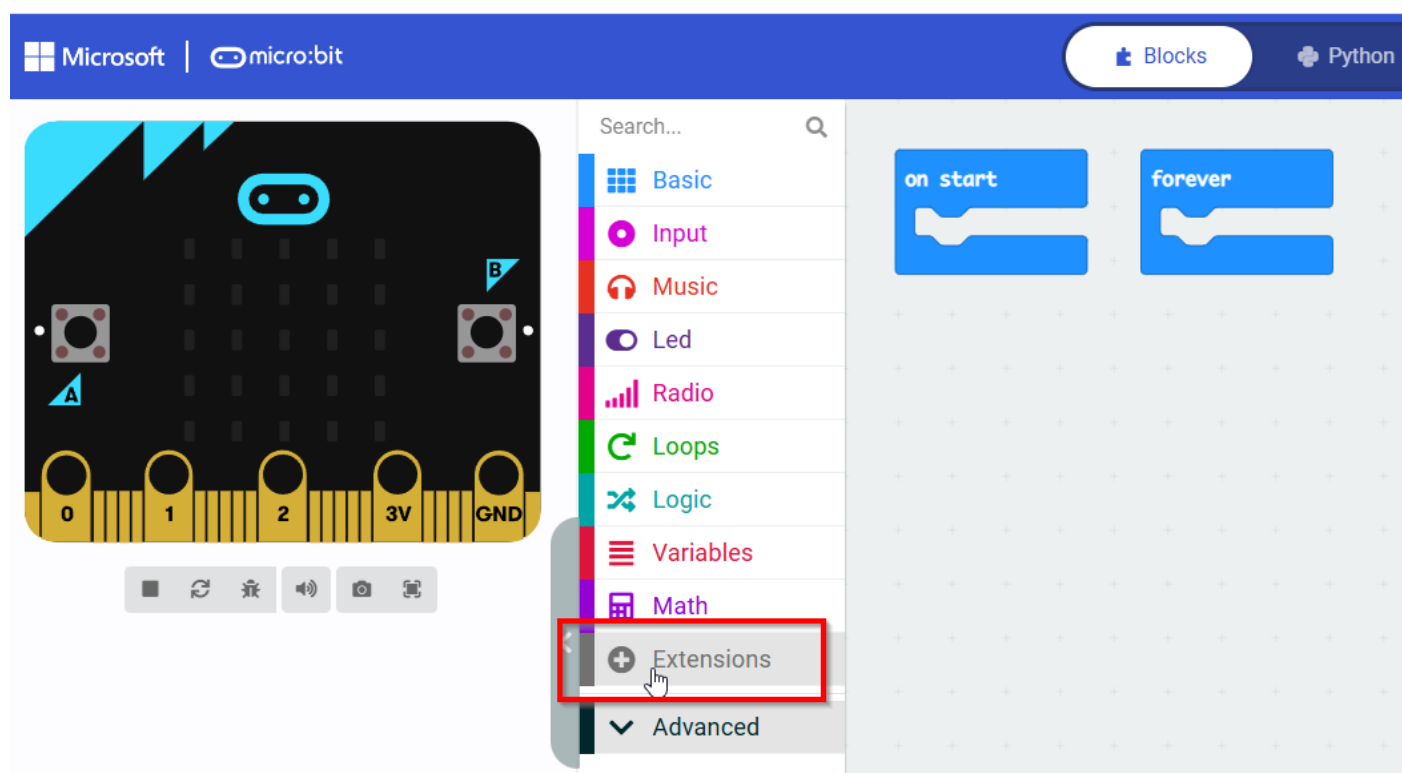 Microsoft micro:bit Blocks Python
Search...
Basic
Input
Music
Led
Radio
Loops
Logic
Variables
Math
Extensions
Advanced
B
A
0 1 2 3V GND
on start
forever